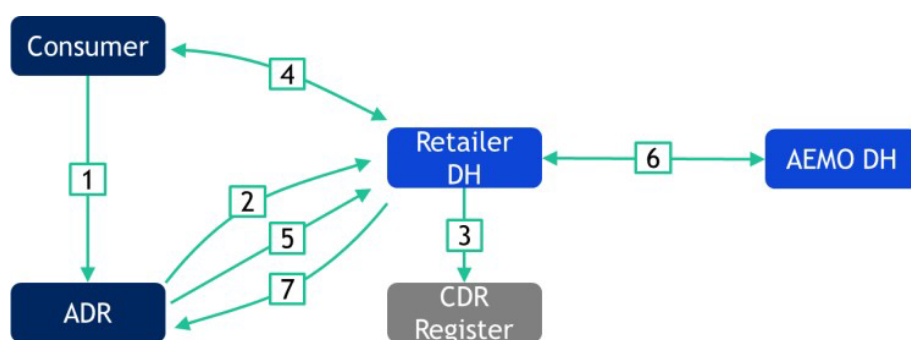 Consumer
4
Retailer
DH
6
AEMO DH
1
2
5
3
7
ADR
CDR
Register